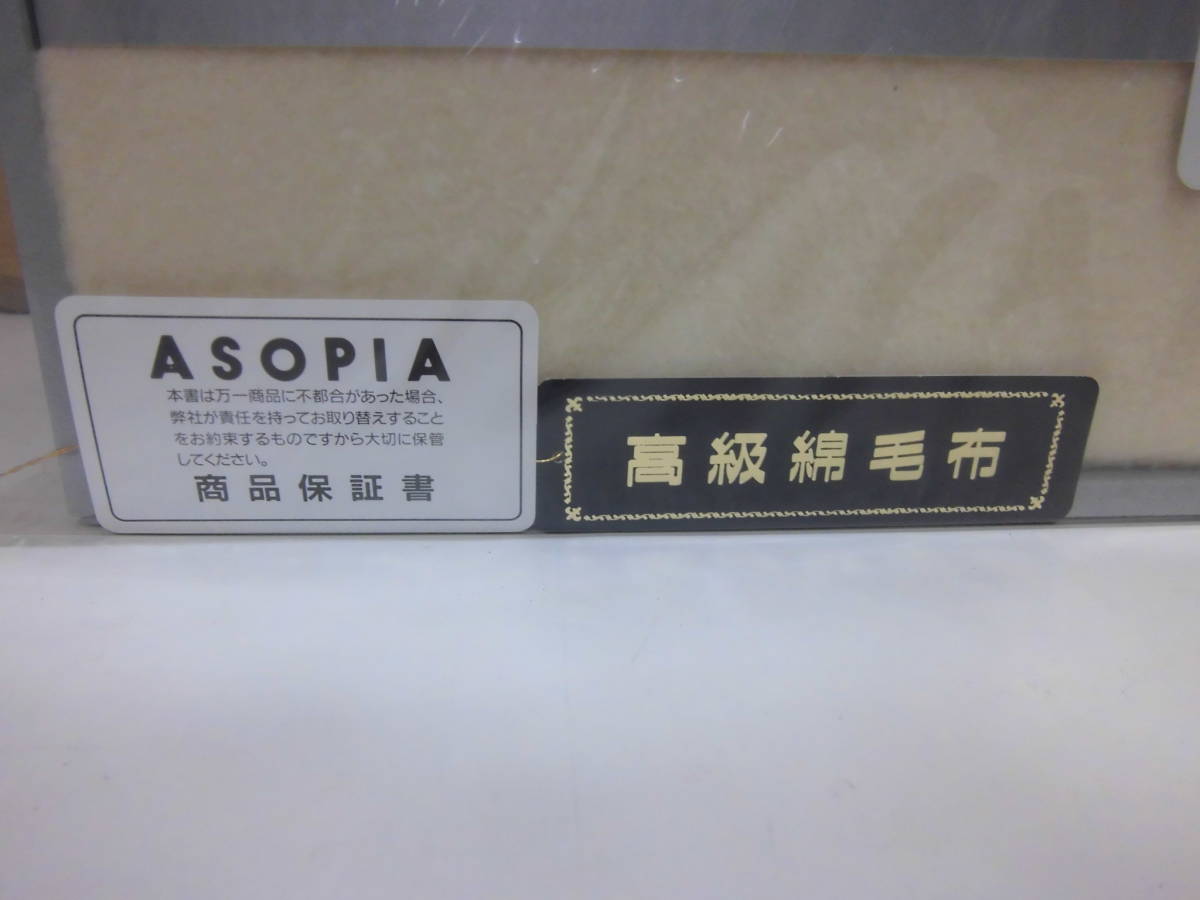 ASOPIA
本書は万一商品に不都合があった場合、
弊社が責任を持ってお取り替えすること
をお約束するものですから大切に保管
してください。
商品保証書
高級綿毛布